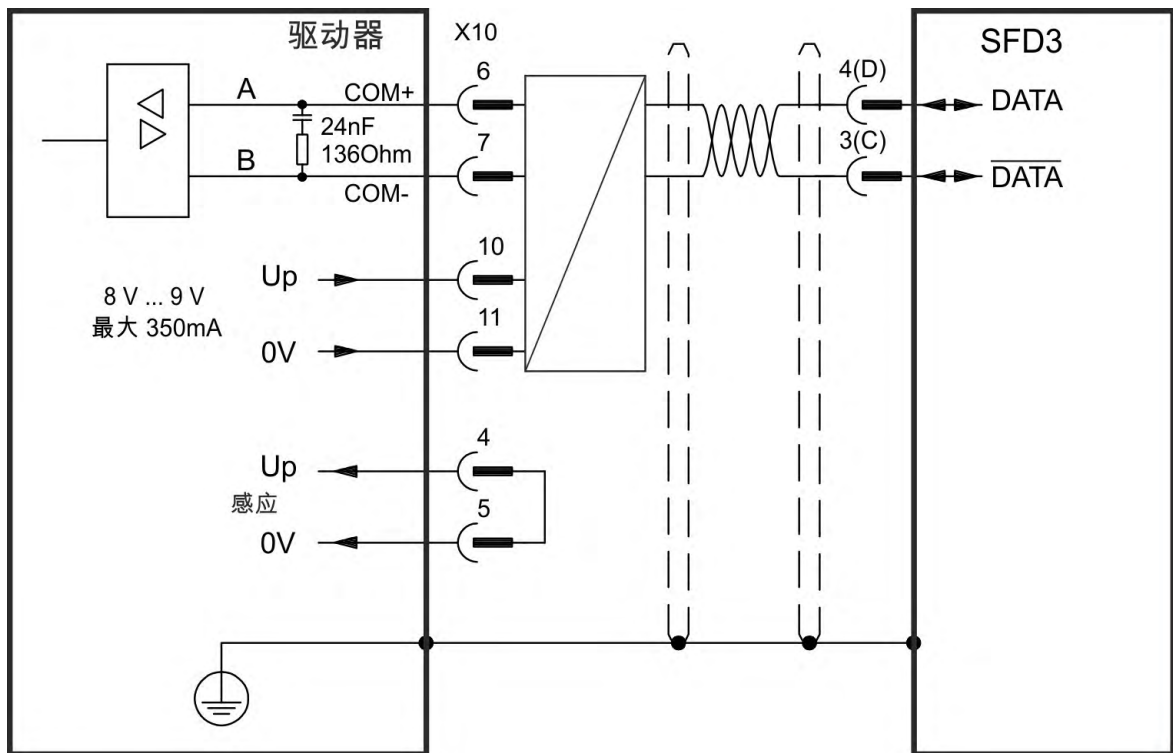 驱动器
X10
SFD3
A
COM+
6
4(D)
DATA
24nF
136Ohm
7
3(C)
B
COM-
DATA
10
Up
8 V ... 9 V
最大 350mA
11
0V
4
Up
感应
5
0V